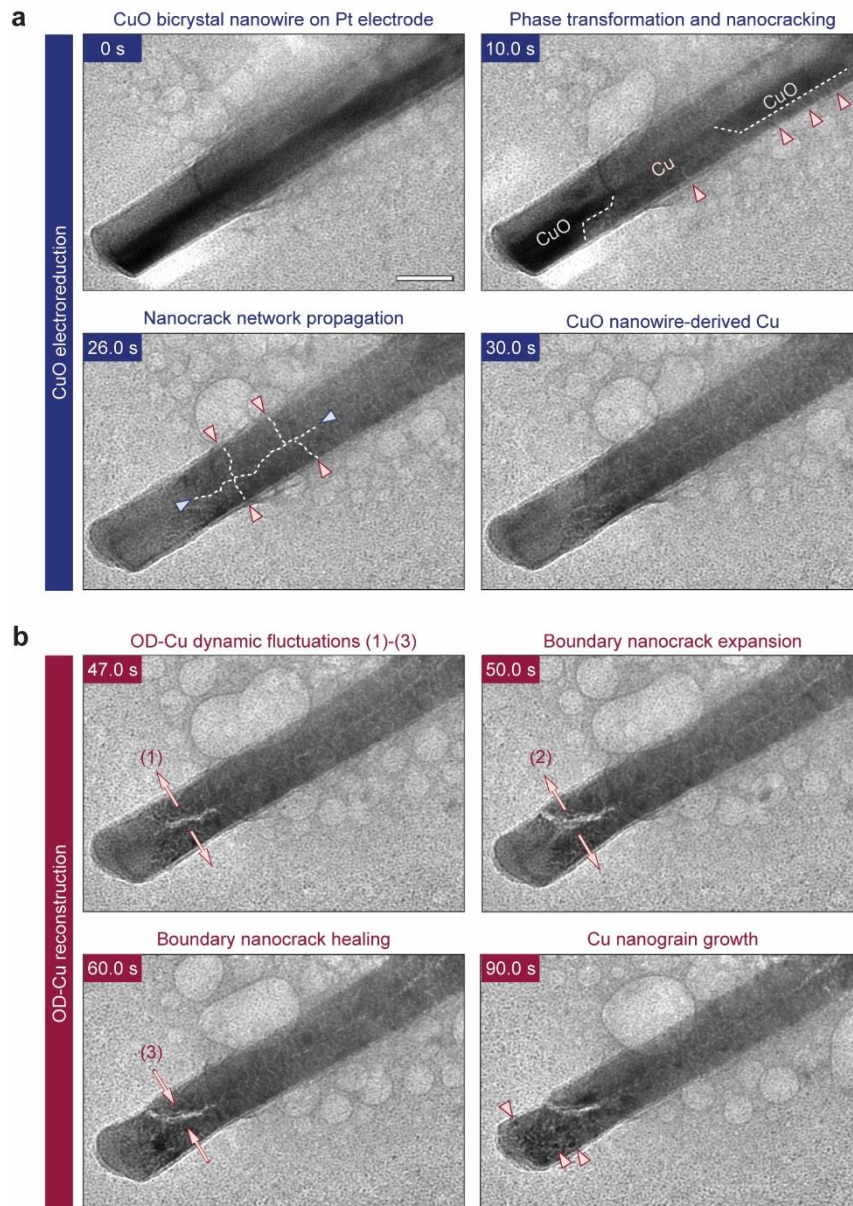 a
CuO electroreduction
CuO bicrystal nanowire on Pt electrode
0 s
Phase transformation and nanocracking
10.0 s
CuO
Cu
CuO
Nanocrack network propagation
26.0 s
CuO nanowire-derived Cu
30.0 s
b
OD-Cu reconstruction
OD-Cu dynamic fluctuations (1)-(3)
47.0 s
(1)
Boundary nanocrack expansion
50.0 s
(2)
Boundary nanocrack healing
60.0 s
(3)
Cu nanograin growth
90.0 s